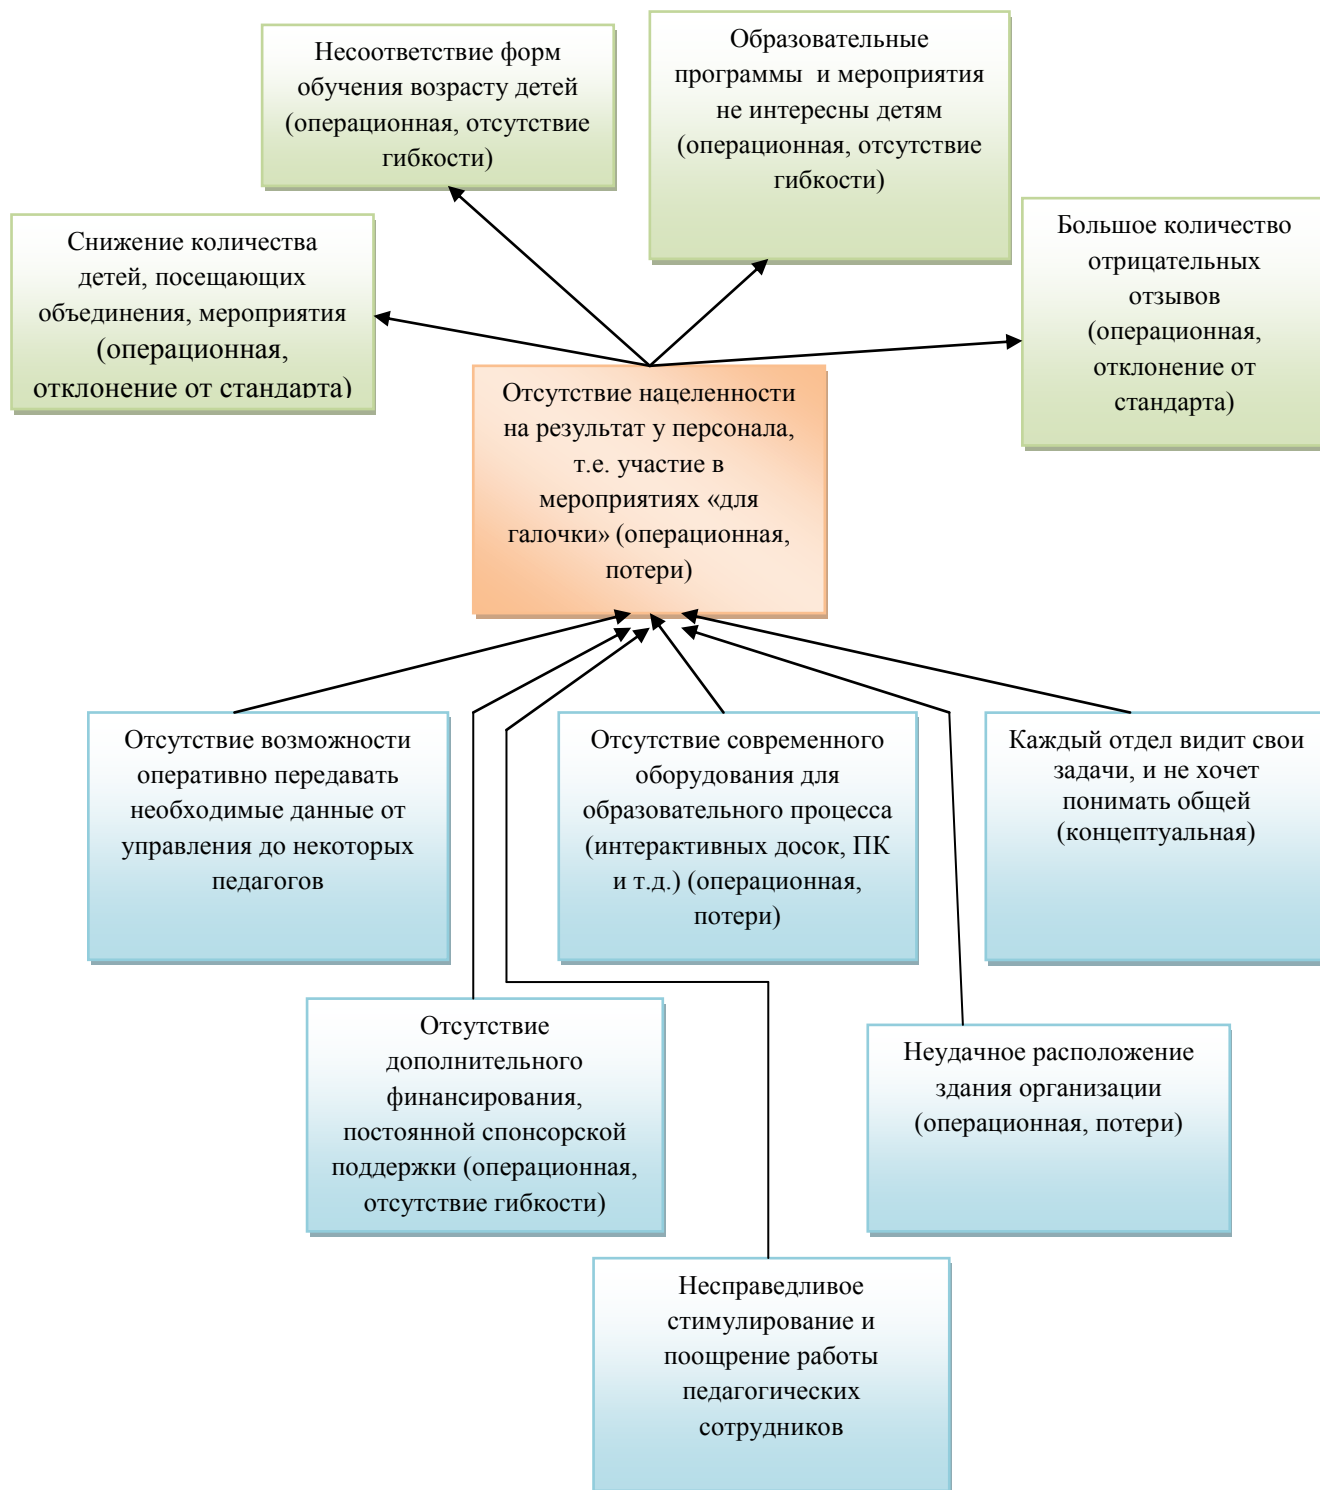 Несоответствие форм
обучения возрасту детей
(операционная, отсутствие
гибкости)
Образовательные
программы  и мероприятия
не интересны детям
(операционная, отсутствие
гибкости)
Снижение количества
детей, посещающих
объединения, мероприятия
(операционная,
отклонение от стандарта)
Большое количество
отрицательных
отзывов
(операционная,
отклонение от
стандарта)
Отсутствие нацеленности
на результат у персонала,
т.е. участие в
мероприятиях «для
галочки» (операционная,
потери)
Отсутствие возможности
оперативно передавать
необходимые данные от
управления до некоторых
педагогов
Отсутствие современного
оборудования для
образовательного процесса
(интерактивных досок, ПК
и т.д.) (операционная,
потери)
Каждый отдел видит свои
задачи, и не хочет
понимать общей
(концептуальная)
Отсутствие
дополнительного
финансирования,
постоянной спонсорской
поддержки (операционная,
отсутствие гибкости)
Неудачное расположение
здания организации
(операционная, потери)
Несправедливое
стимулирование и
поощрение работы
педагогических
сотрудников